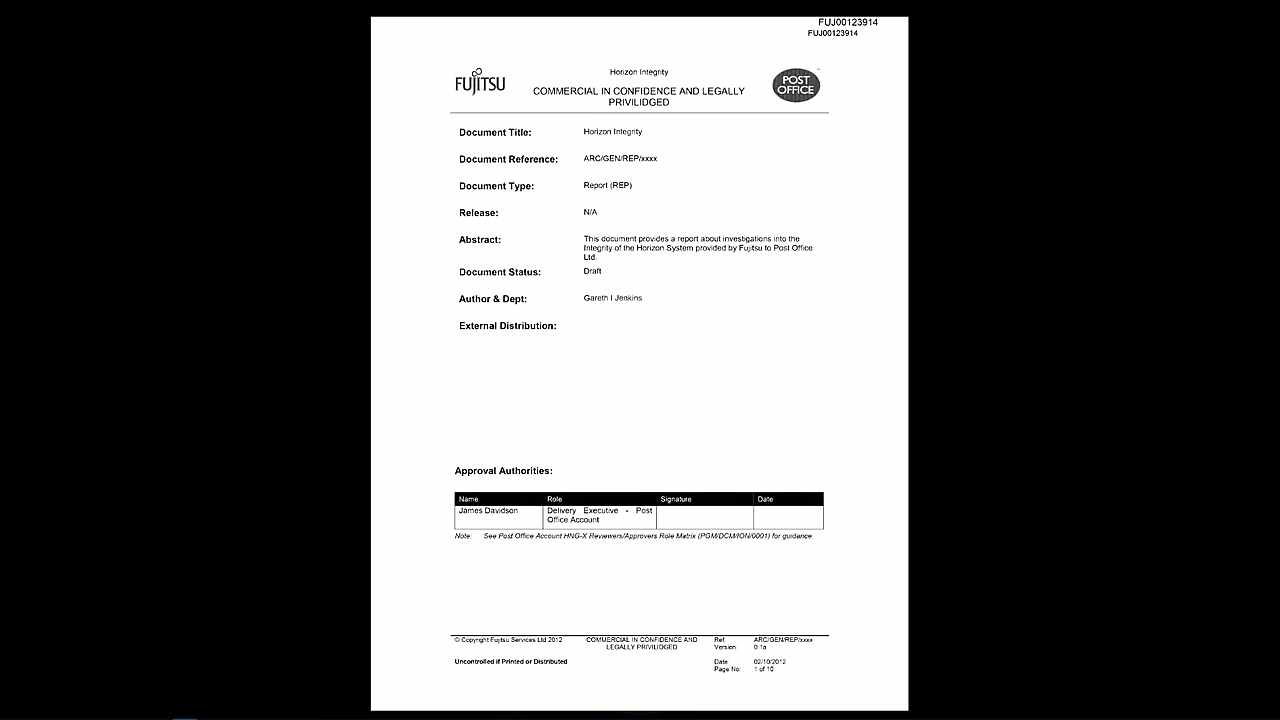 FUJ00123914
FUJ00123914
FUJITSU
Horizon Integrity
COMMERCIAL IN CONFIDENCE AND LEGALLY
PRIVILIDGED
POST
OFFICE
Document Title: Horizon Integrity
Document Reference: ARC/GEN/REP/xxxx
Document Type: Report (REP)
Release: N/A
Abstract: This document provides a report about investigations into the
Integrity of the Horizon System provided by Fujitsu to Post Office
Ltd.
Document Status: Draft
Author & Dept: Gareth I Jenkins
External Distribution:
Approval Authorities:
Name Role Signature Date
James Davidson Delivery Executive - Post
Office Account
Note: See Post Office Account HNG-X Reviewers/Approvers Role Matrix (PGM/DCM/ION/0001) for guidance.
© Copyright Fujitsu Services Ltd 2012 COMMERCIAL IN CONFIDENCE AND Ref. ARC/GEN/REP/xxxx
LEGALLY PRIVILIDGED Version: 0.1a
Uncontrolled if Printed or Distributed Date 02/10/2012
Page No: 1 of 10